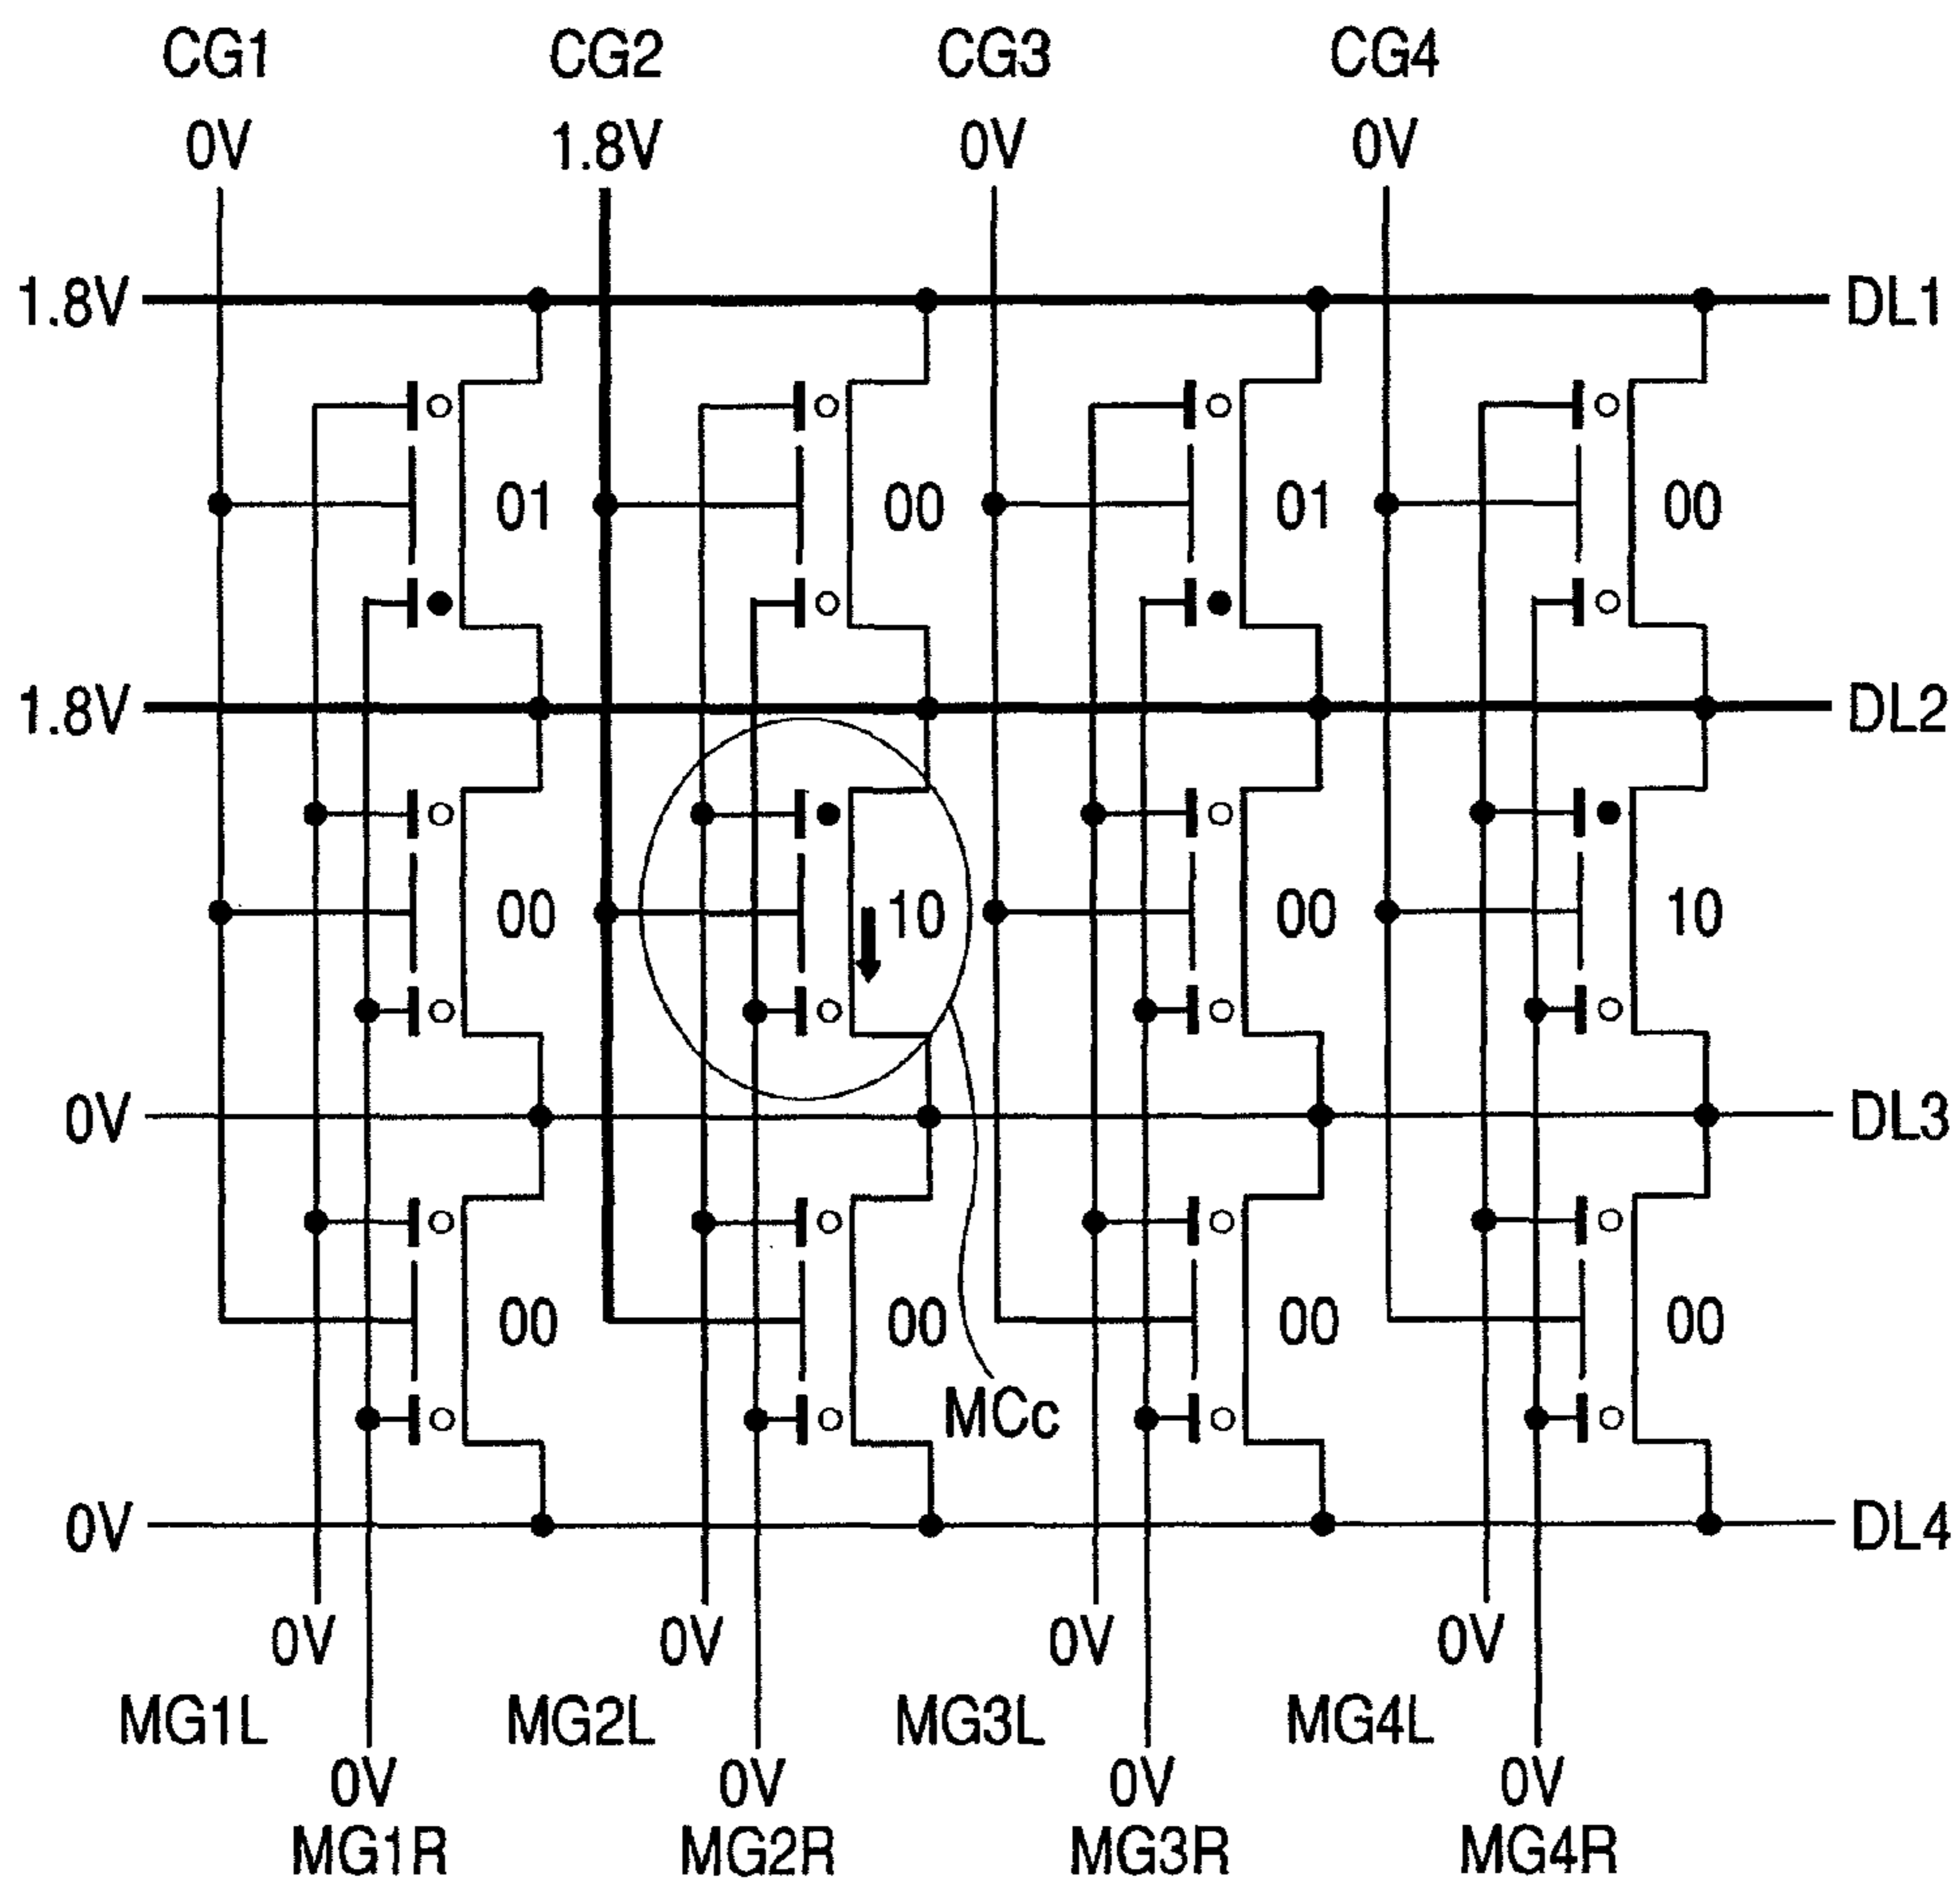 CG1 CG2 CG3 CG4
0V 1.8V 0V 0V
1.8V DL1
01 00 01 00
1.8V DL2
00 10 00 10
0V DL3
00 00 00 00
MCc
0V DL4
0V 0V 0V 0V
MG1L MG2L MG3L MG4L
0V 0V 0V 0V
MG1R MG2R MG3R MG4R